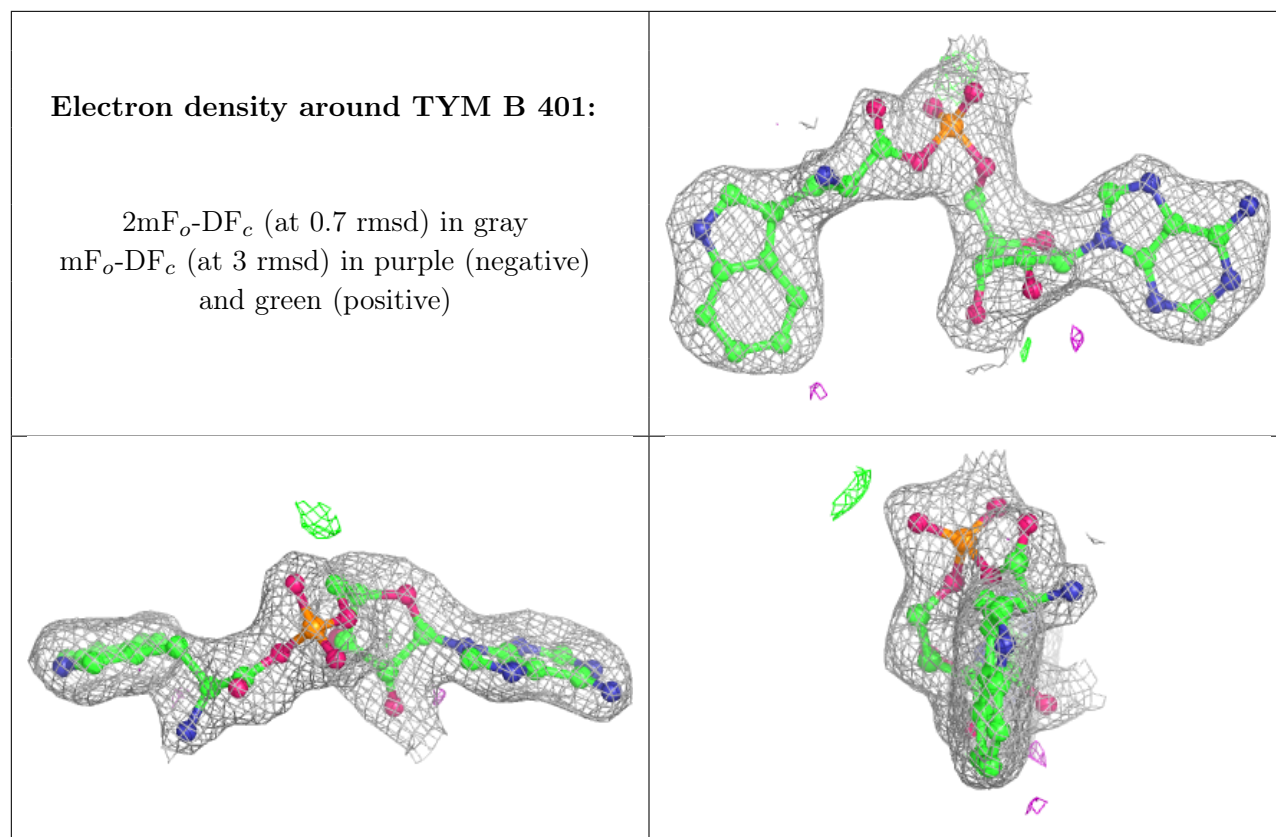 Electron density around TYM B 401:
2mFo-DFc (at 0.7 rmsd) in gray
mFo-DFc (at 3 rmsd) in purple (negative)
and green (positive)